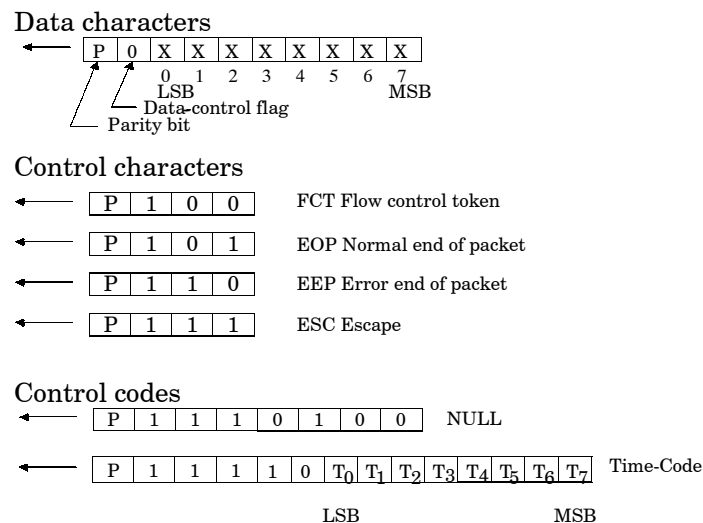 Data characters
P 0 X X X X X X X X
0 1 2 3 4 5 6 7
LSB MSB
Data-control flag
Parity bit
Control characters
P 1 0 0 FCT Flow control token
P 1 0 1 EOP Normal end of packet
P 1 1 0 EEP Error end of packet
P 1 1 1 ESC Escape
Control codes
P 1 1 1 0 1 0 0 NULL
P 1 1 1 1 0 T0 T1 T2 T3 T4 T5 T6 T7 Time-Code
LSB MSB